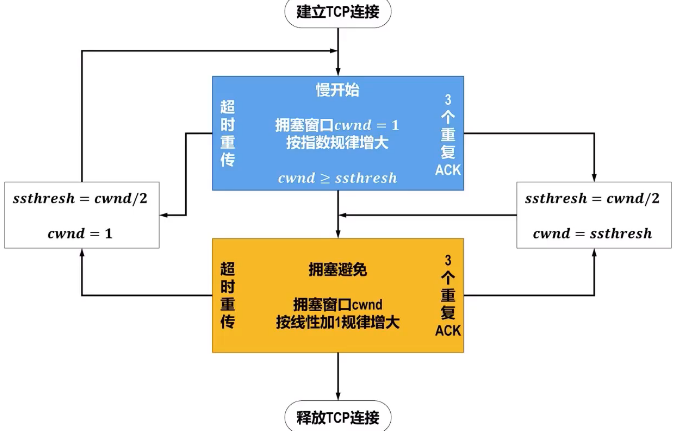 建立TCP连接
慢开始
超时重传
拥塞窗口cwnd = 1
按指数规律增大
cwnd ≥ ssthresh
3个重复ACK
ssthresh = cwnd/2
cwnd = 1
ssthresh = cwnd/2
cwnd = ssthresh
超时重传
拥塞避免
拥塞窗口cwnd
按线性加1规律增大
3个重复ACK
释放TCP连接